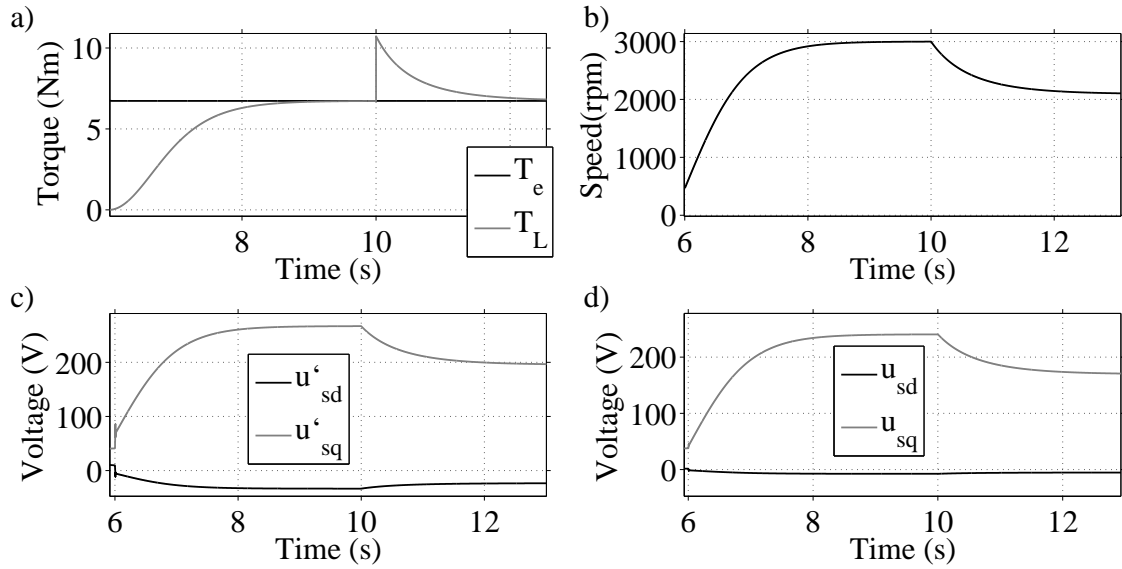 a)
Torque (Nm)
10
5
0
8
10
Time (s)
T_e
T_L
b)
Speed(rpm)
3000
2000
1000
0
6
8
10
12
Time (s)
c)
Voltage (V)
200
100
0
6
8
10
12
Time (s)
u‘_sd
u‘_sq
d)
Voltage (V)
200
100
0
6
8
10
12
Time (s)
u_sd
u_sq